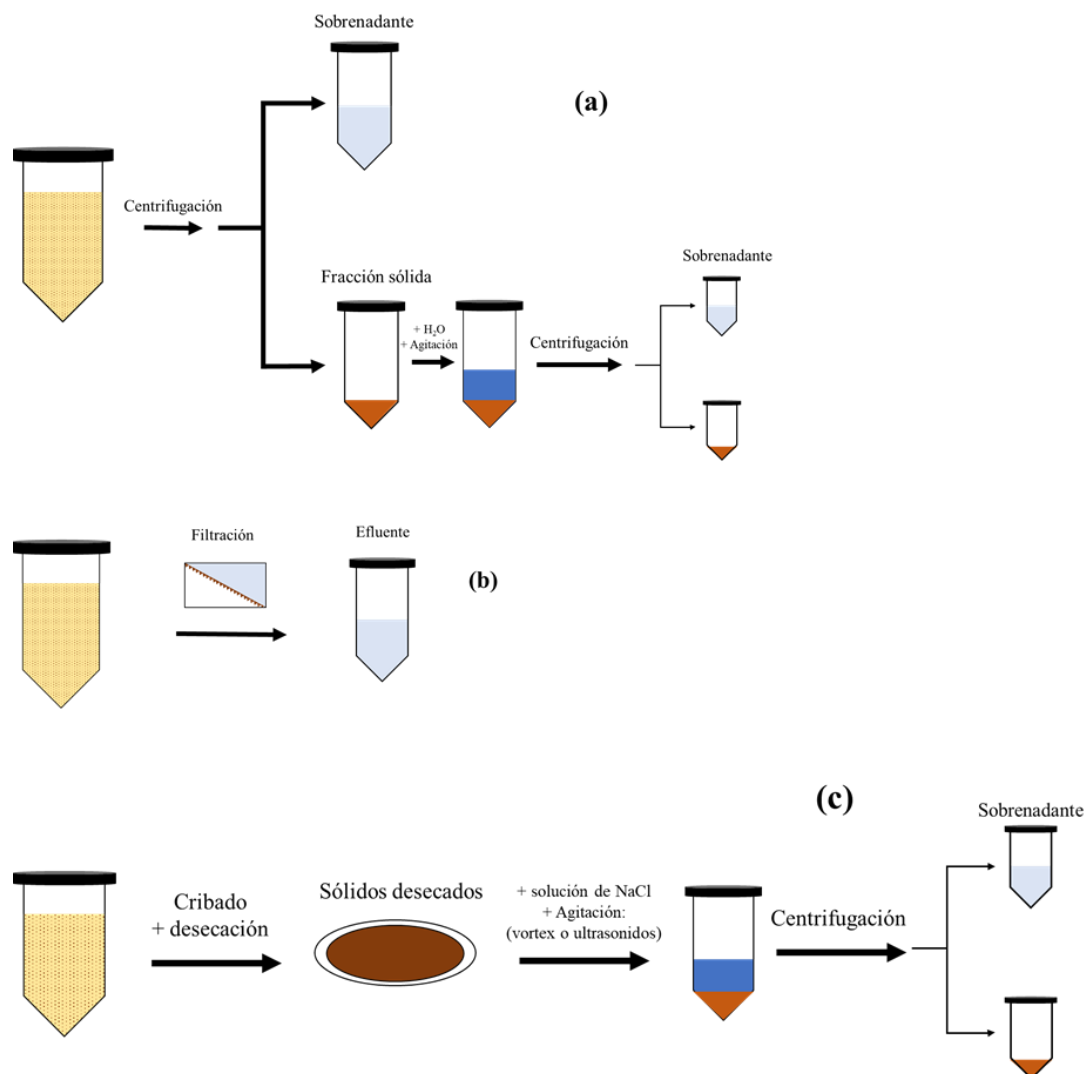 Sobrenadante
(a)
Centrifugación
Sobrenadante
Fracción sólida
+ H₂O
+ Agitación
Centrifugación
Filtración
Efluente
(b)
(c)
Sobrenadante
Cribado
+ desecación
Sólidos desecados
+ solución de NaCl
+ Agitación:
(vortex o ultrasonidos)
Centrifugación